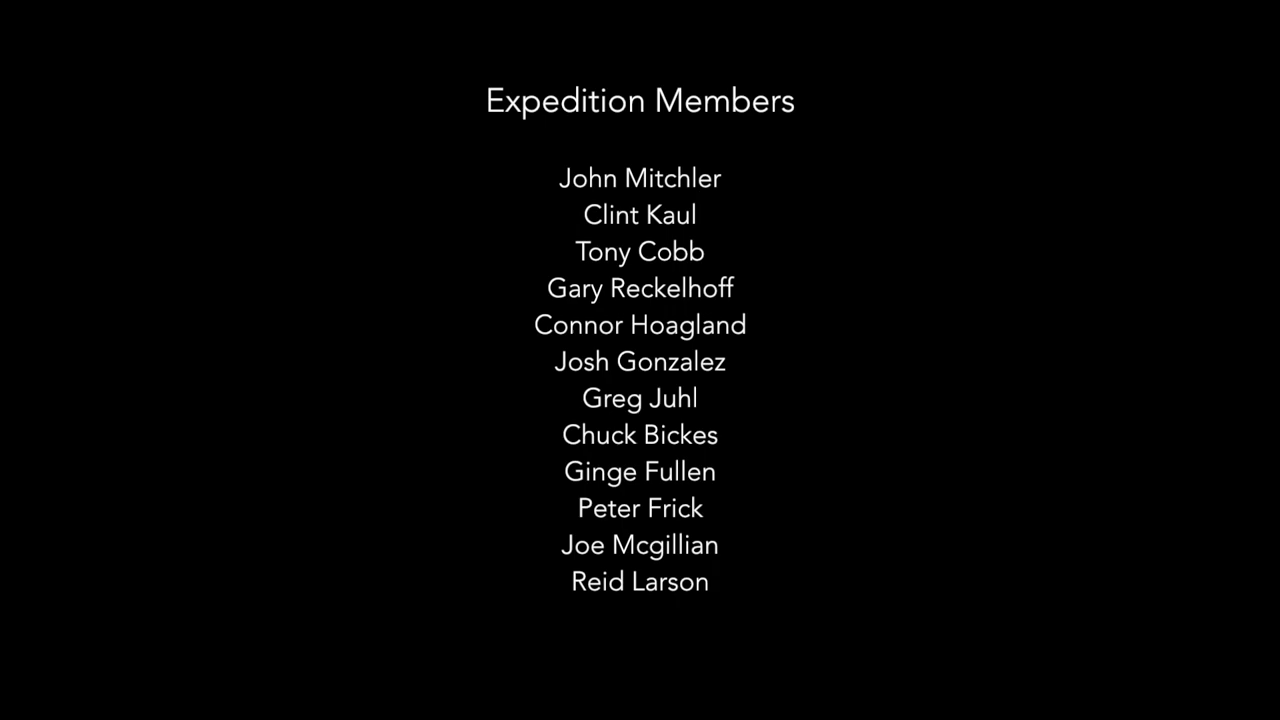 Expedition Members
John Mitchler
Clint Kaul
Tony Cobb
Gary Reckelhoff
Connor Hoagland
Josh Gonzalez
Greg Juhl
Chuck Bickes
Ginge Fullen
Peter Frick
Joe Mcgillian
Reid Larson